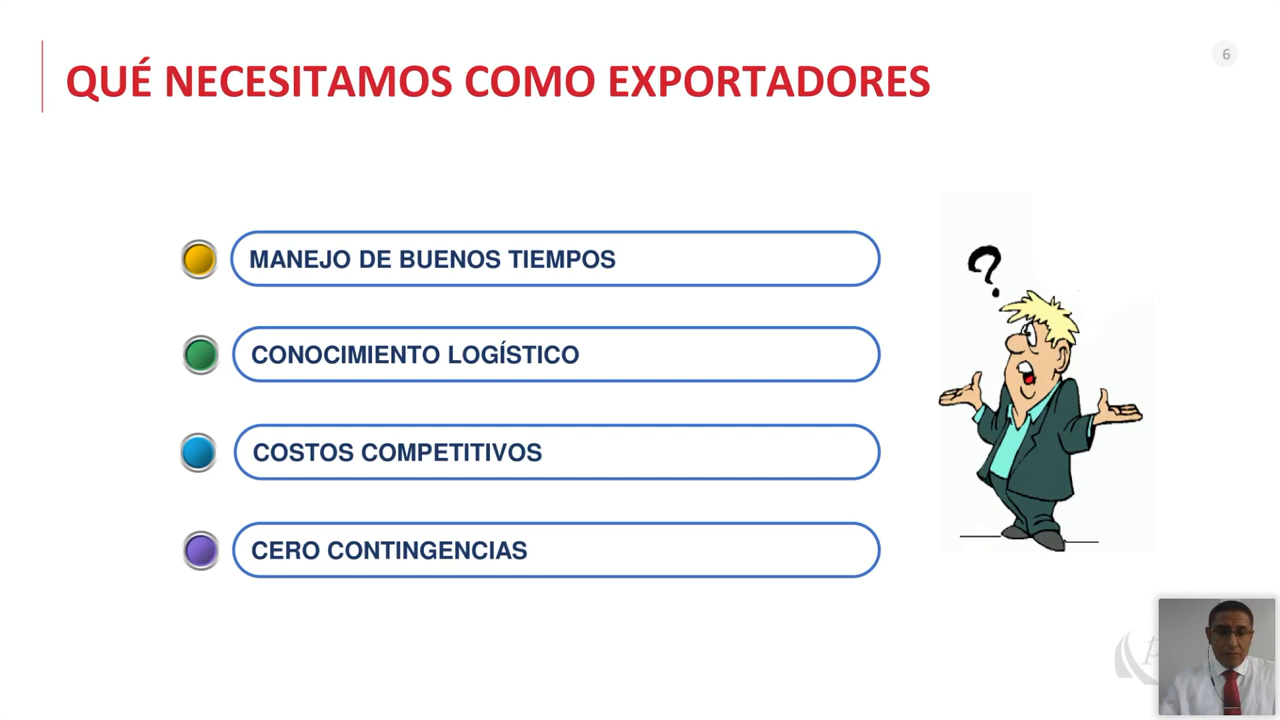 QUÉ NECESITAMOS COMO EXPORTADORES
6
MANEJO DE BUENOS TIEMPOS
?
CONOCIMIENTO LOGÍSTICO
COSTOS COMPETITIVOS
CERO CONTINGENCIAS